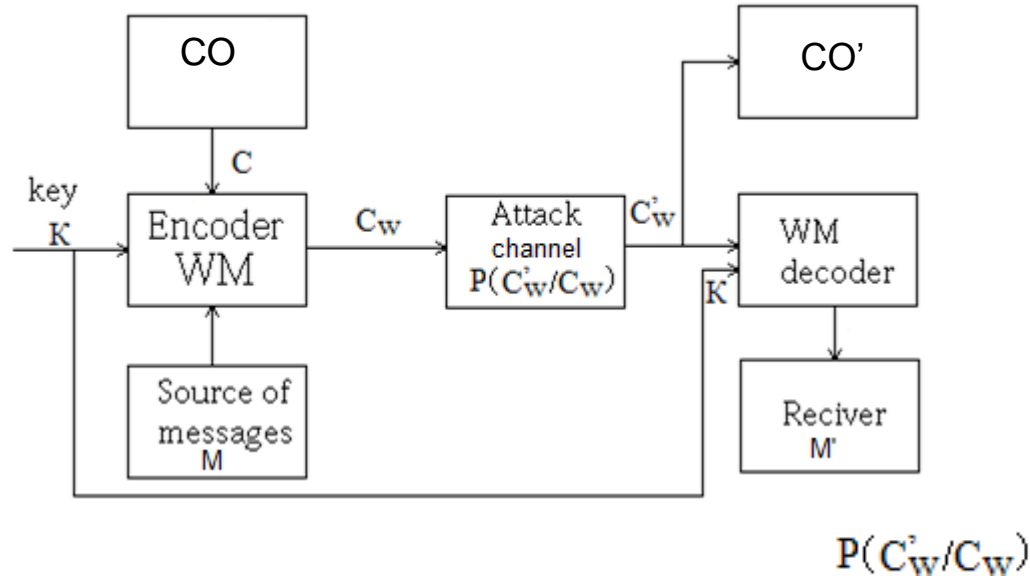 CO
CO’
C
key
K
Encoder
WM
Cw
Attack
channel
P(C'w/Cw)
C'w
WM
decoder
K
Source of
messages
M
Reciver
M'
P(C'w/Cw)